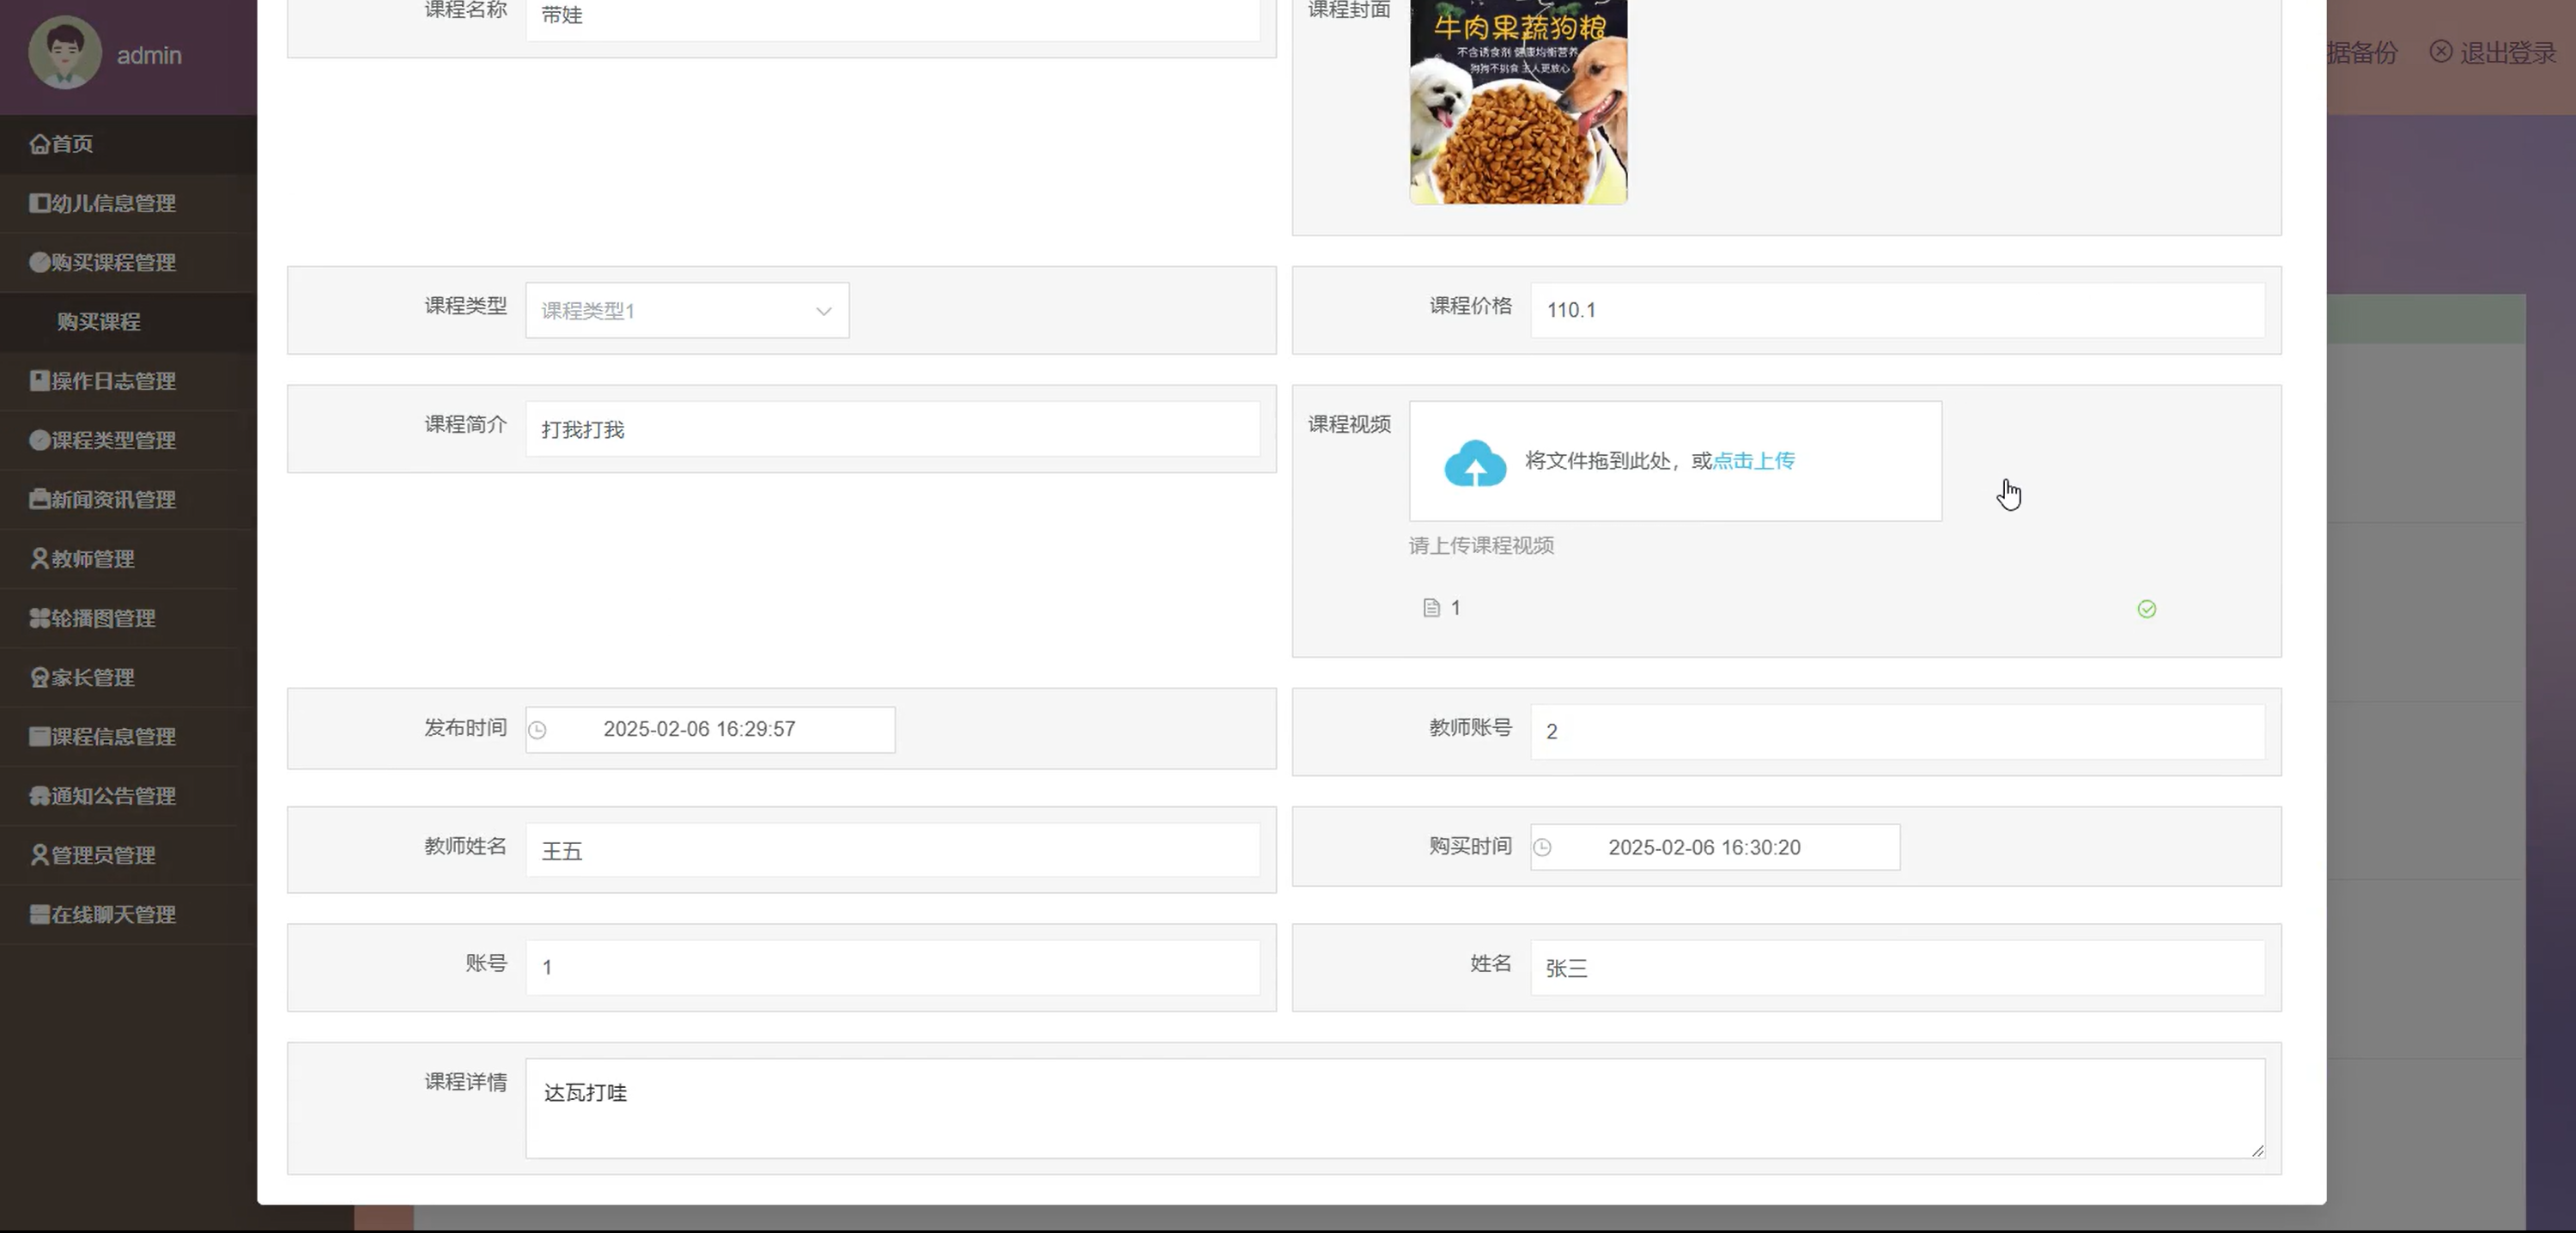 admin
据备份
退出登录
首页
幼儿信息管理
购买课程管理
购买课程
操作日志管理
课程类型管理
新闻资讯管理
教师管理
轮播图管理
家长管理
课程信息管理
通知公告管理
管理员管理
在线聊天管理
课程名称 带娃
课程封面
牛肉果蔬狗粮
不含诱食剂 健康均衡营养
狗狗不挑食 主人更放心
课程类型 课程类型1
课程价格 110.1
课程简介 打我打我
课程视频 将文件拖到此处，或点击上传
请上传课程视频
1
发布时间 2025-02-06 16:29:57
教师账号 2
教师姓名 王五
购买时间 2025-02-06 16:30:20
账号 1
姓名 张三
课程详情 达瓦打哇